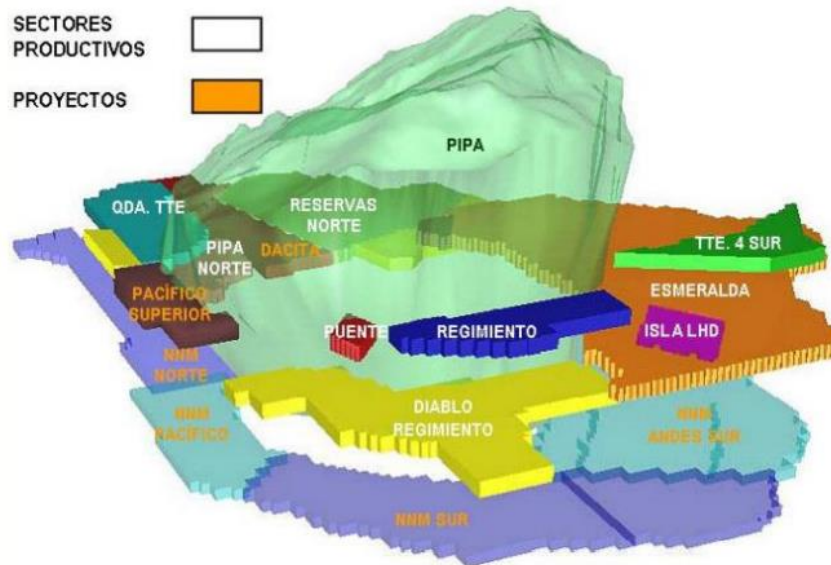 SECTORES
PRODUCTIVOS
PROYECTOS
PIPA
QDA. TTE
RESERVAS
NORTE
PIPA
NORTE
DACITA
TTE. 4 SUR
PACÍFICO
SUPERIOR
ESMERALDA
PUENTE
REGIMIENTO
ISLA LHD
NNM
NORTE
NNM
PACÍFICO
DIABLO
REGIMIENTO
NNM
ANDES SUR
NNM SUR